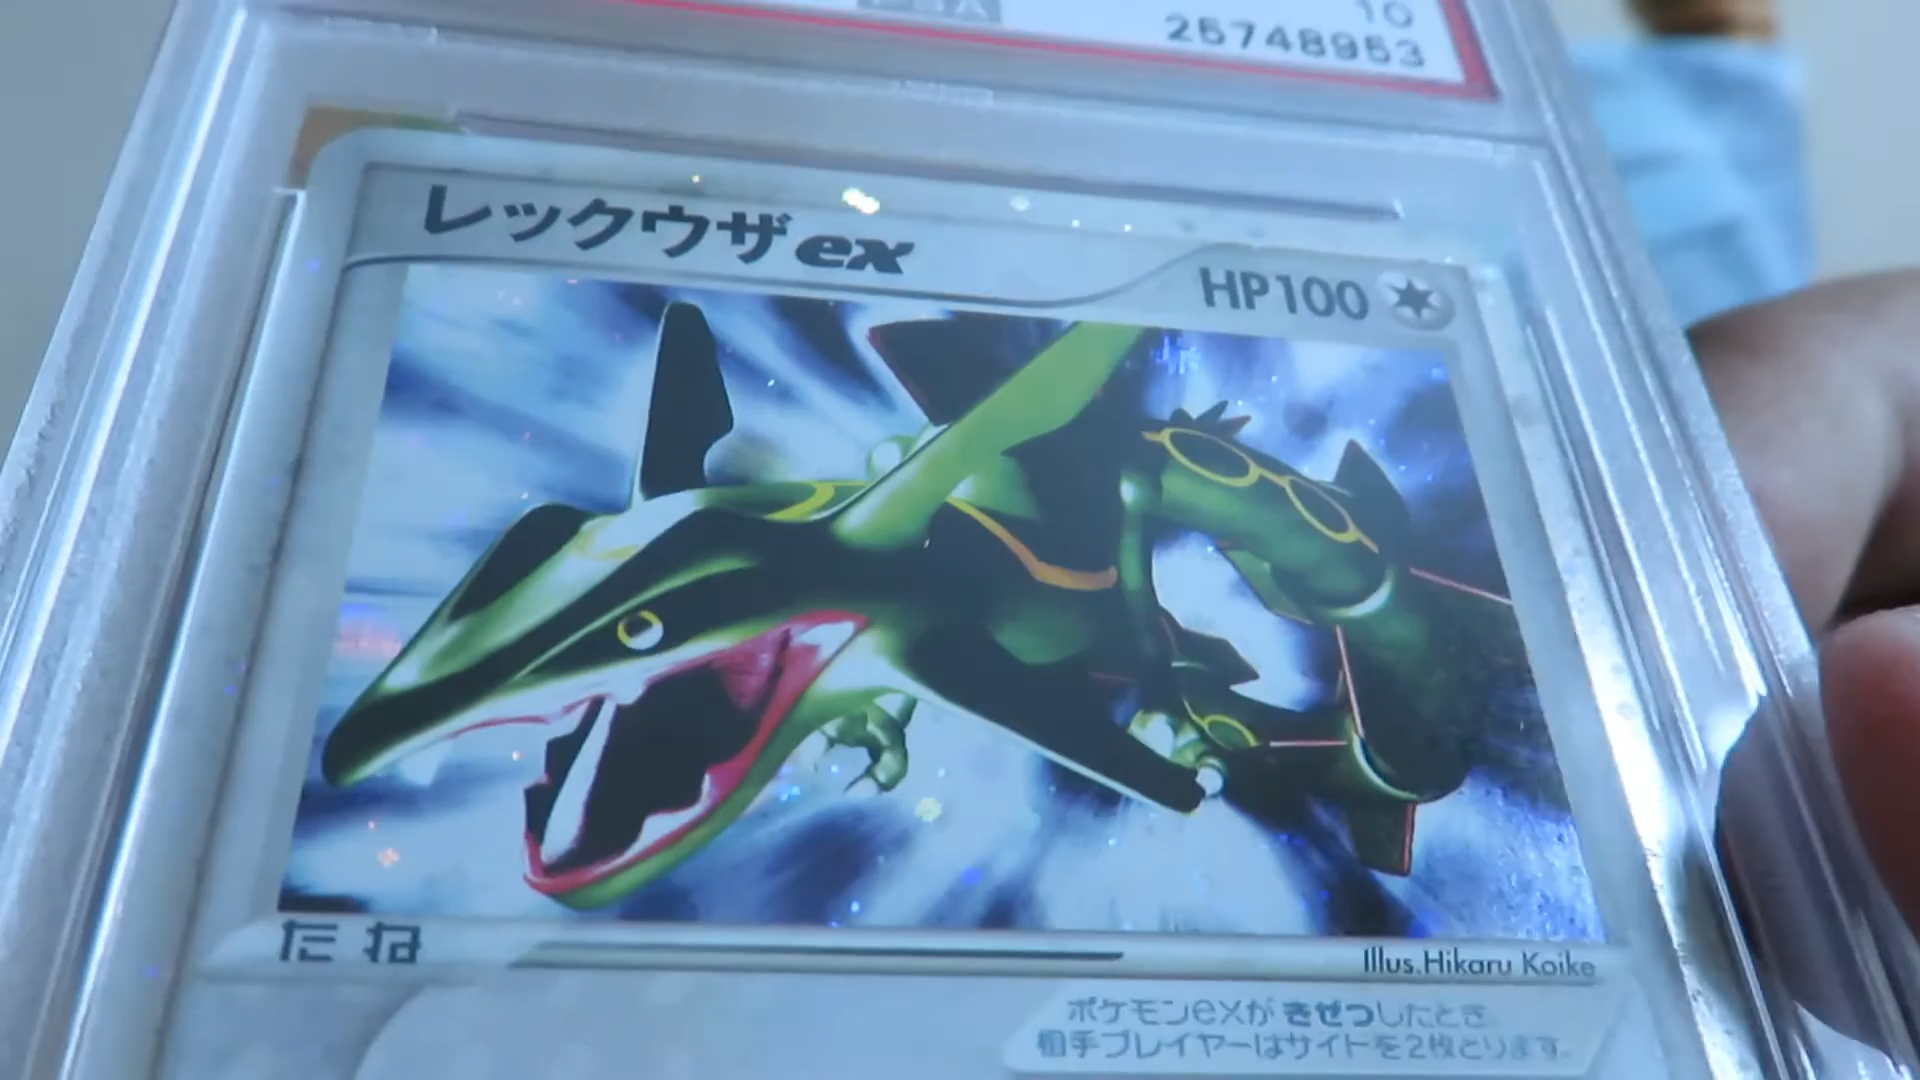 10
25748953
レックウザex
HP100
たね
Illus.Hikaru Koike
ポケモンexが きぜつしたとき
相手プレイヤーはサイドを2枚とります。